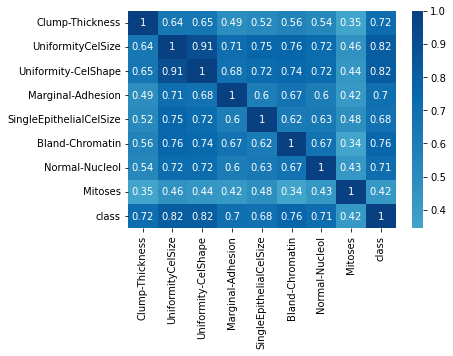 Clump-Thickness 1 0.64 0.65 0.49 0.52 0.56 0.54 0.35 0.72
UniformityCelSize 0.64 1 0.91 0.71 0.75 0.76 0.72 0.46 0.82
Uniformity-CelShape 0.65 0.91 1 0.68 0.72 0.74 0.72 0.44 0.82
Marginal-Adhesion 0.49 0.71 0.68 1 0.6 0.67 0.6 0.42 0.7
SingleEpithelialCelSize 0.52 0.75 0.72 0.6 1 0.62 0.63 0.48 0.68
Bland-Chromatin 0.56 0.76 0.74 0.67 0.62 1 0.67 0.34 0.76
Normal-Nucleol 0.54 0.72 0.72 0.6 0.63 0.67 1 0.43 0.71
Mitoses 0.35 0.46 0.44 0.42 0.48 0.34 0.43 1 0.42
class 0.72 0.82 0.82 0.7 0.68 0.76 0.71 0.42 1
Clump-Thickness
UniformityCelSize
Uniformity-CelShape
Marginal-Adhesion
SingleEpithelialCelSize
Bland-Chromatin
Normal-Nucleol
Mitoses
class
1.0
0.9
0.8
0.7
0.6
0.5
0.4